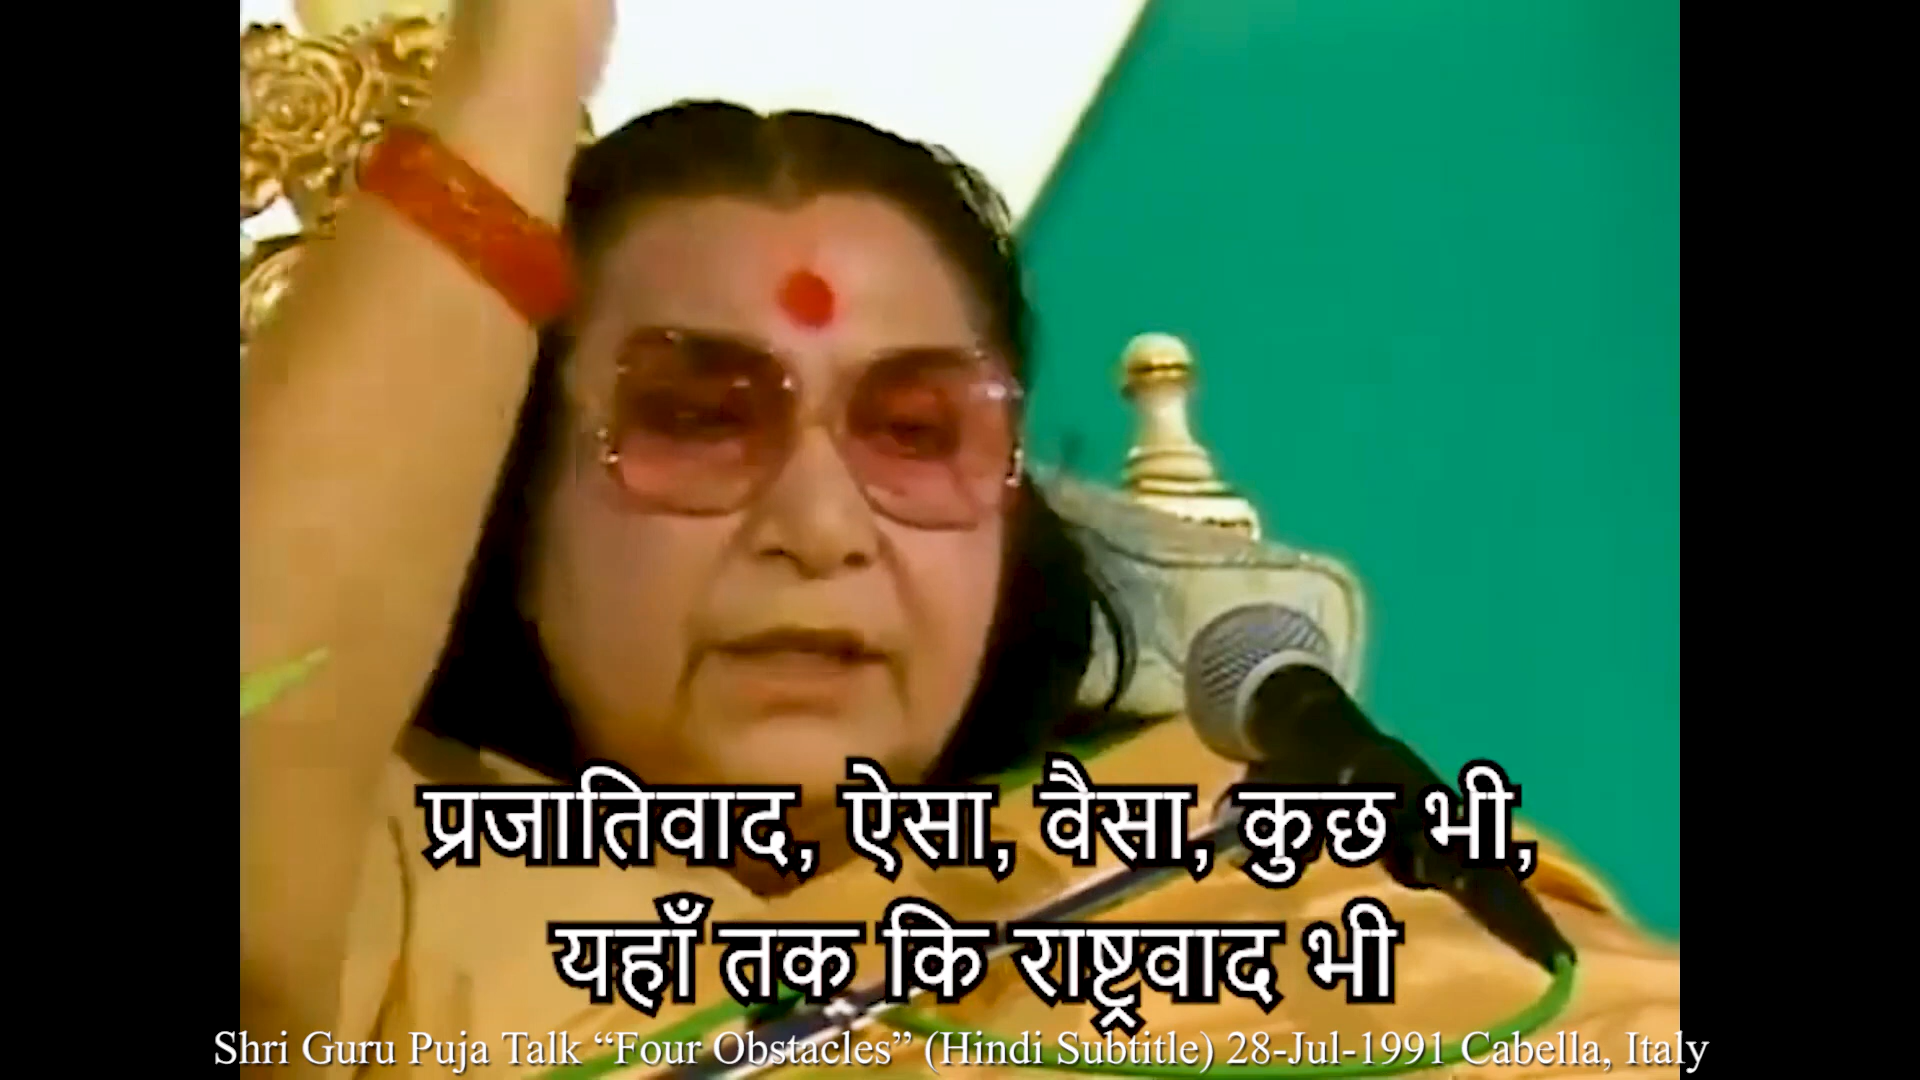 प्रजातिवाद, ऐसा, वैसा, कुछ भी,
यहाँ तक कि राष्ट्रवाद भी
Shri Guru Puja Talk “Four Obstacles” (Hindi Subtitle) 28-Jul-1991 Cabella, Italy